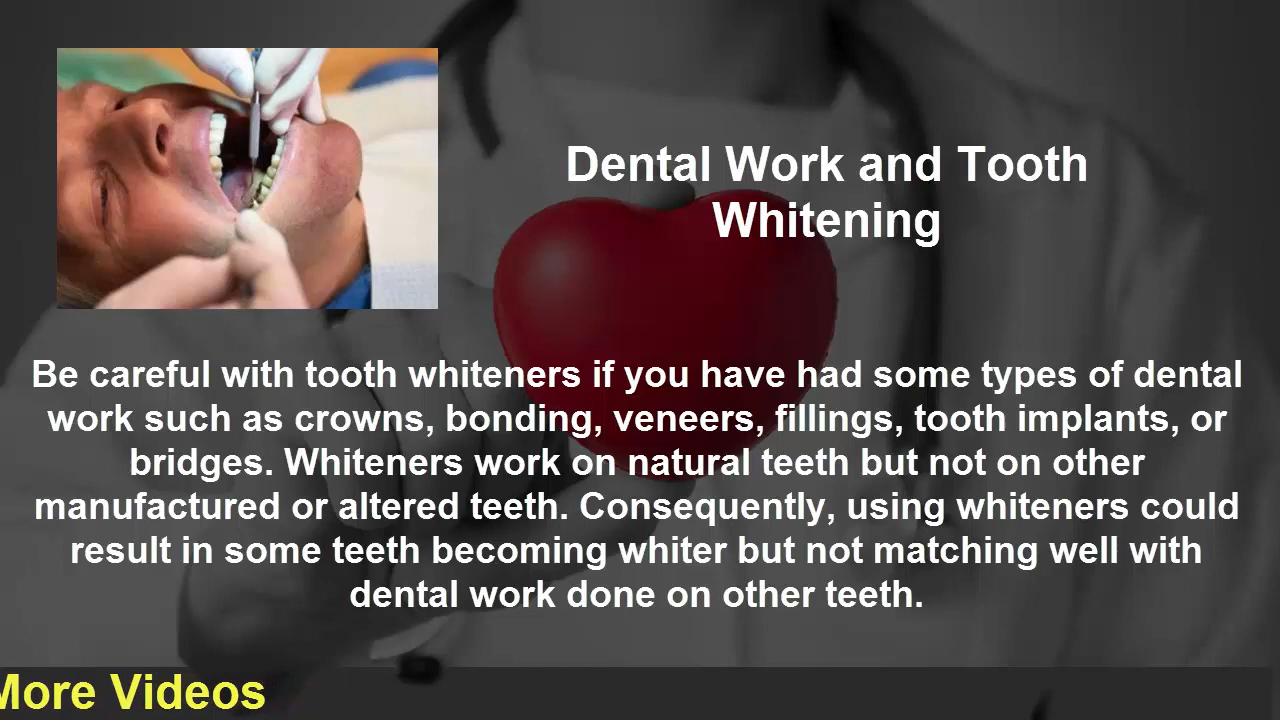 Dental Work and Tooth
Whitening
Be careful with tooth whiteners if you have had some types of dental
work such as crowns, bonding, veneers, fillings, tooth implants, or
bridges. Whiteners work on natural teeth but not on other
manufactured or altered teeth. Consequently, using whiteners could
result in some teeth becoming whiter but not matching well with
dental work done on other teeth.
More Videos